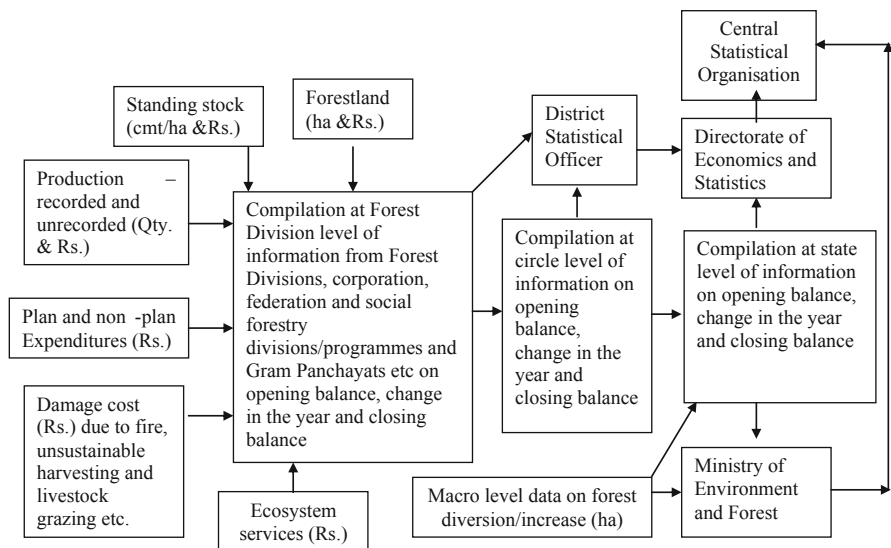 Central
Statistical
Organisation
Standing stock
(cmt/ha &Rs.)
Forestland
(ha &Rs.)
District
Statistical
Officer
Directorate of
Economics and
Statistics
Production –
recorded and
unrecorded (Qty.
& Rs.)
Plan and non -plan
Expenditures (Rs.)
Damage cost
(Rs.) due to fire,
unsustainable
harvesting and
livestock
grazing etc.
Compilation at Forest
Division level of
information from Forest
Divisions, corporation,
federation and social
forestry
divisions/programmes and
Gram Panchayats etc on
opening balance, change
in the year and closing
balance
Ecosystem
services (Rs.)
Compilation at
circle level of
information on
opening
balance,
change in the
year and
closing balance
Compilation at state
level of information
on opening balance,
change in the year
and closing balance
Macro level data on forest
diversion/increase (ha)
Ministry of
Environment
and Forest